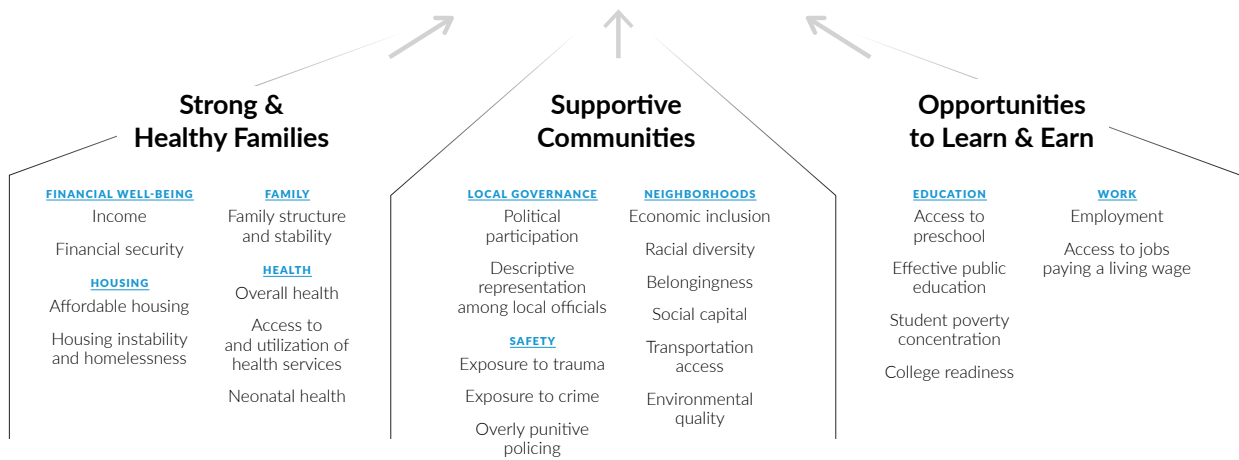 Strong &
Healthy Families
FINANCIAL WELL-BEING
Income
Financial security
HOUSING
Affordable housing
Housing instability
and homelessness
FAMILY
Family structure
and stability
HEALTH
Overall health
Access to
and utilization of
health services
Neonatal health
Supportive
Communities
LOCAL GOVERNANCE
Political
participation
Descriptive
representation
among local officials
SAFETY
Exposure to trauma
Exposure to crime
Overly punitive
policing
NEIGHBORHOODS
Economic inclusion
Racial diversity
Belongingness
Social capital
Transportation
access
Environmental
quality
Opportunities
to Learn & Earn
EDUCATION
Access to
preschool
Effective public
education
Student poverty
concentration
College readiness
WORK
Employment
Access to jobs
paying a living wage